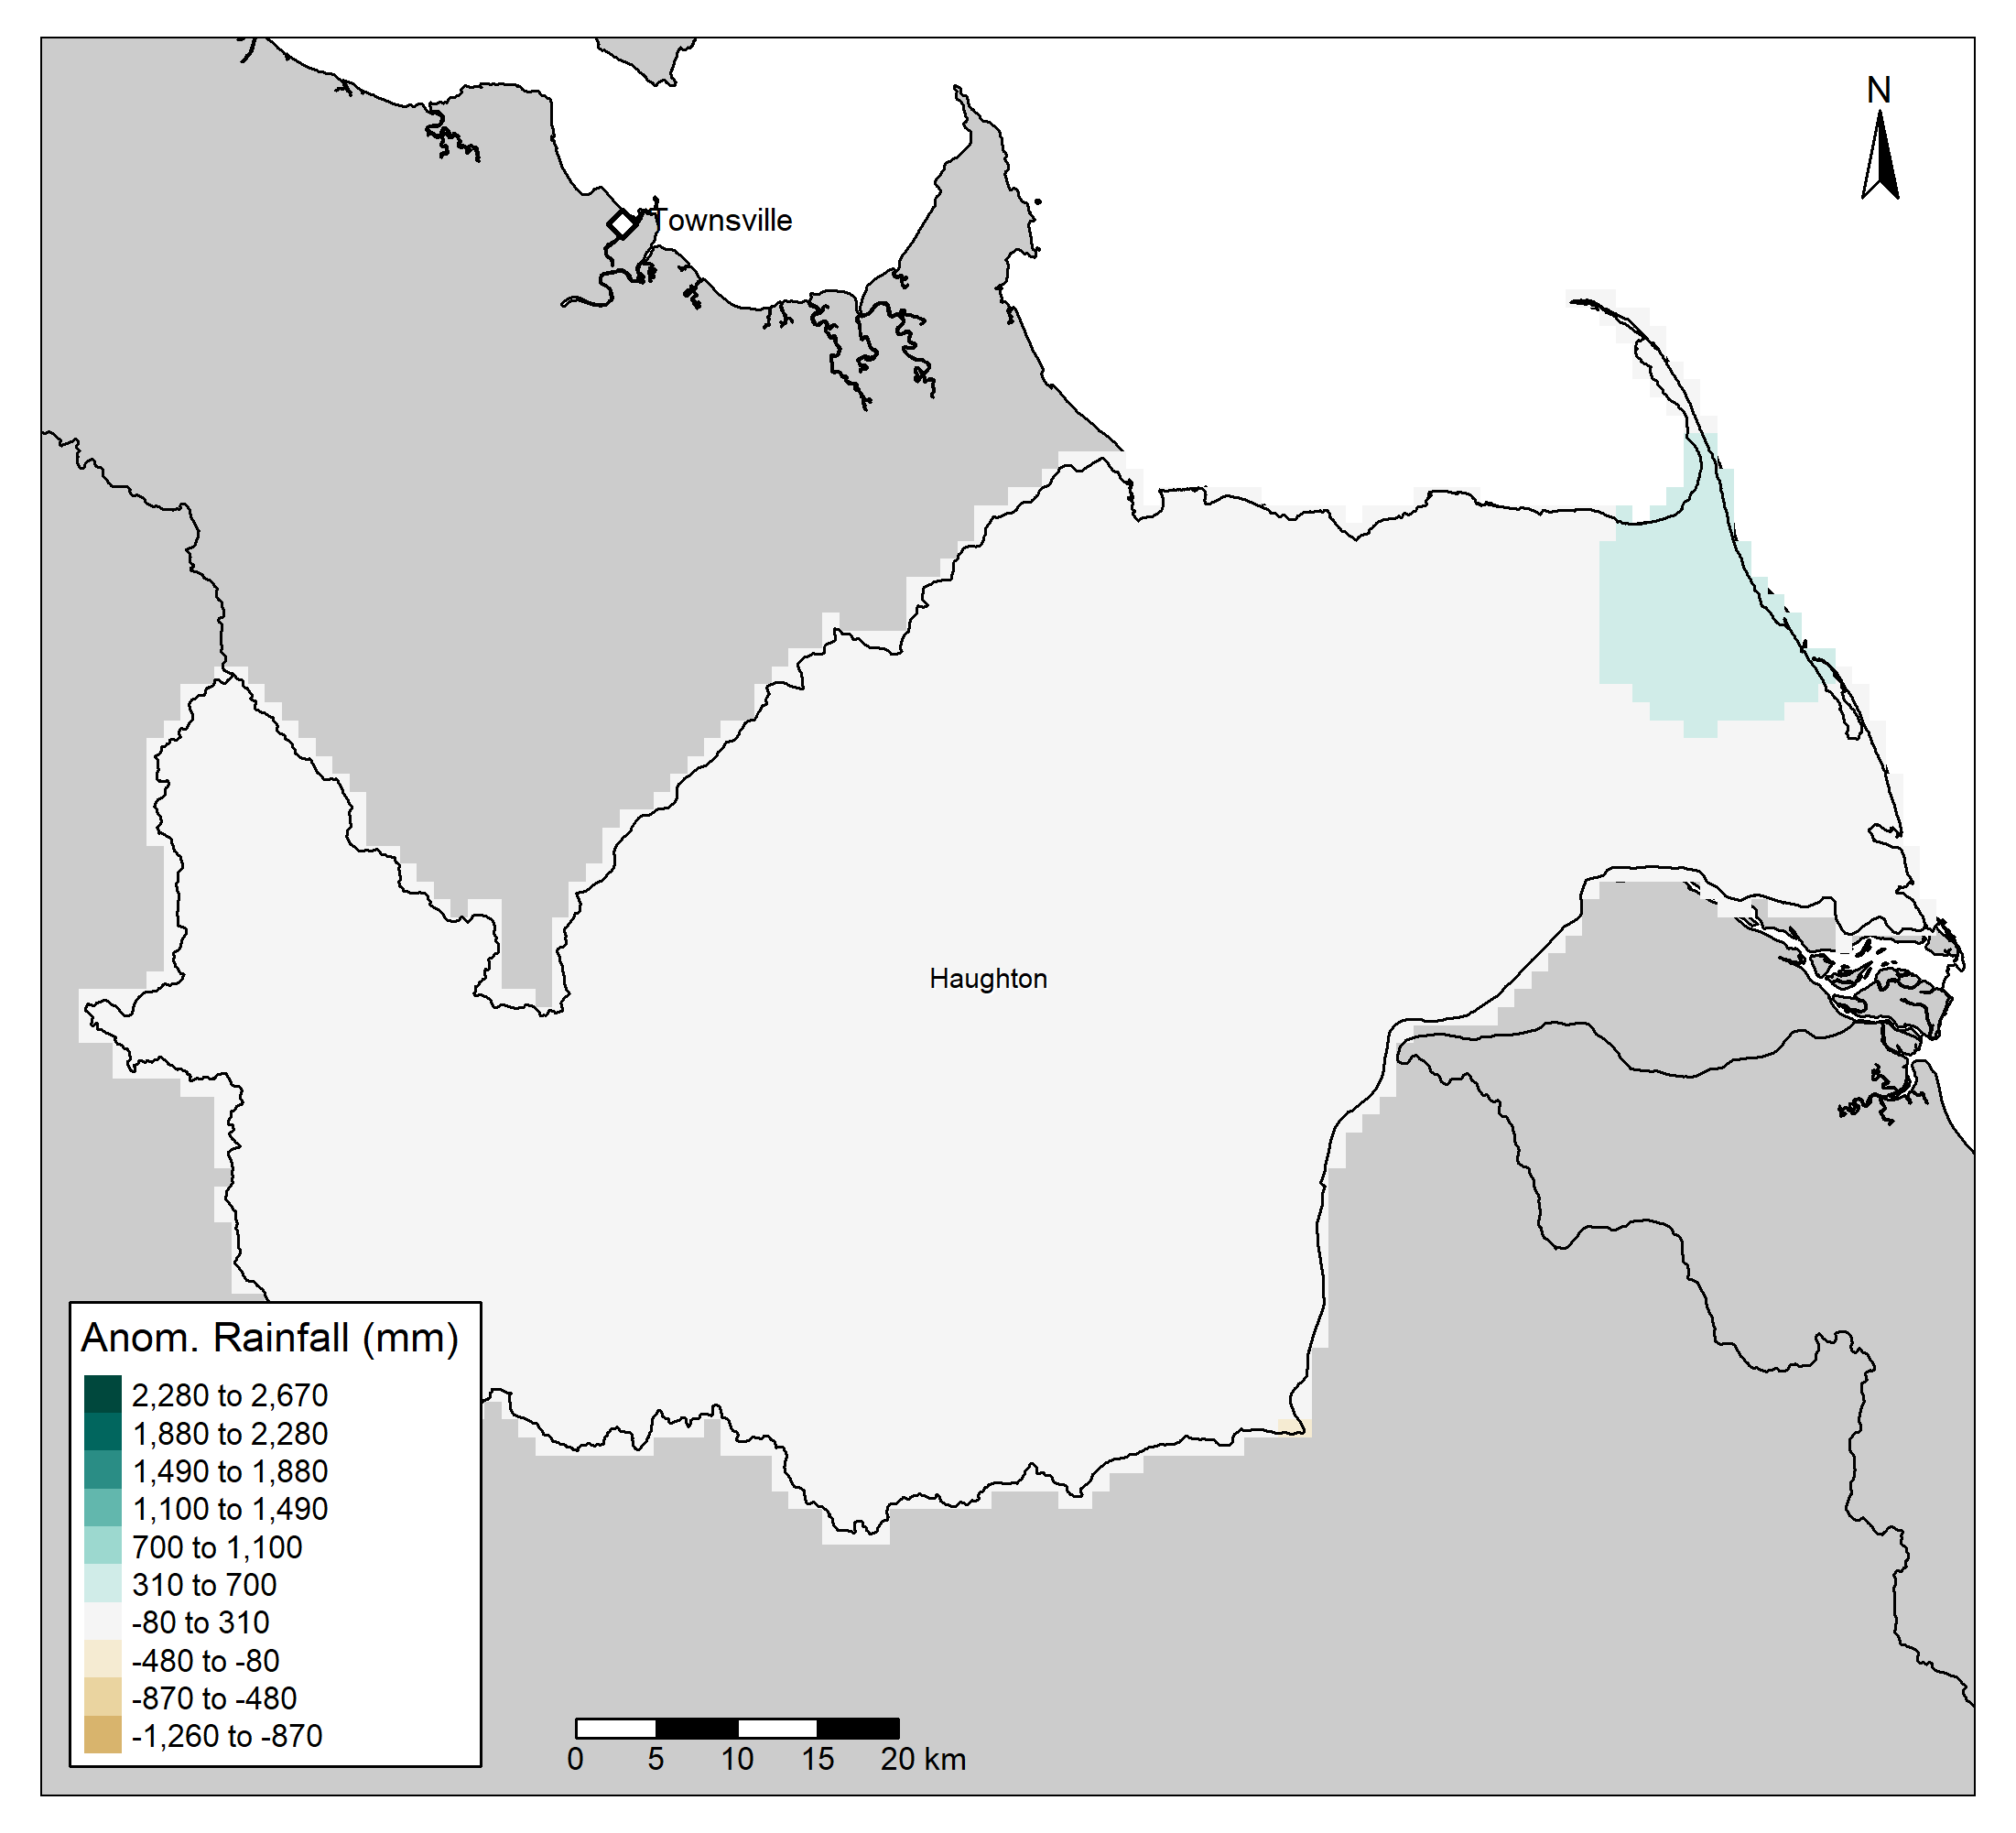 N
Townsville
Haughton
Anom. Rainfall (mm)
2,280 to 2,670
1,880 to 2,280
1,490 to 1,880
1,100 to 1,490
700 to 1,100
310 to 700
-80 to 310
-480 to -80
-870 to -480
-1,260 to -870
0 5 10 15 20 km